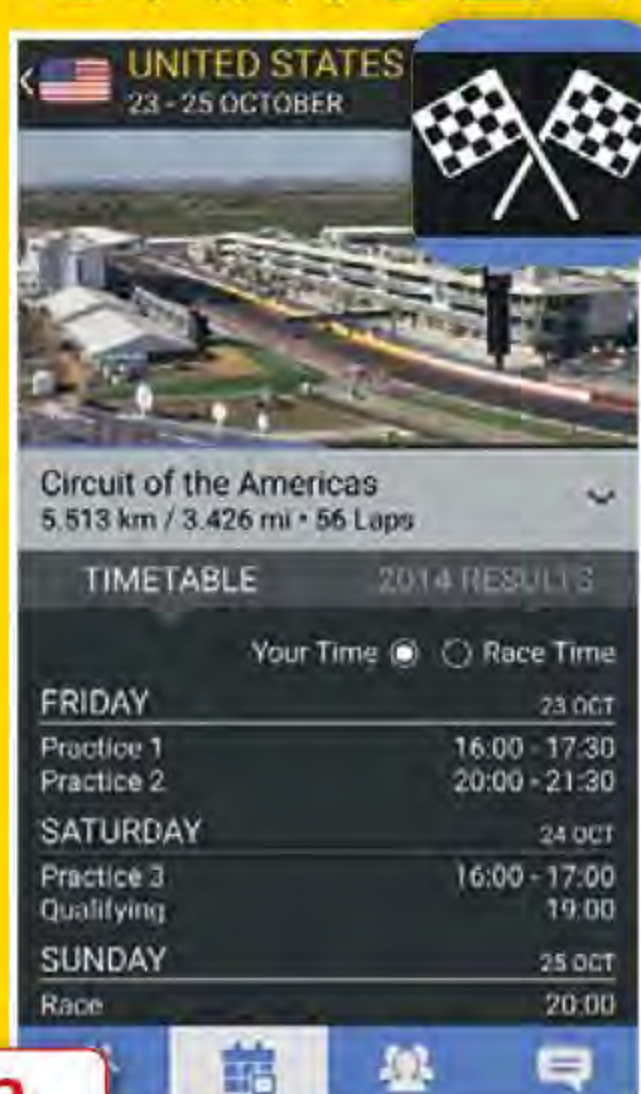 UNITED STATES
23 - 25 OCTOBER
Circuit of the Americas
5.513 km / 3.426 mi • 56 Laps
TIMETABLE 2014 RESULTS
Your Time Race Time
FRIDAY 23 OCT
Practice 1 16:00 - 17:30
Practice 2 20:00 - 21:30
SATURDAY 24 OCT
Practice 3 16:00 - 17:00
Qualifying 19:00
SUNDAY 25 OCT
Race 20:00